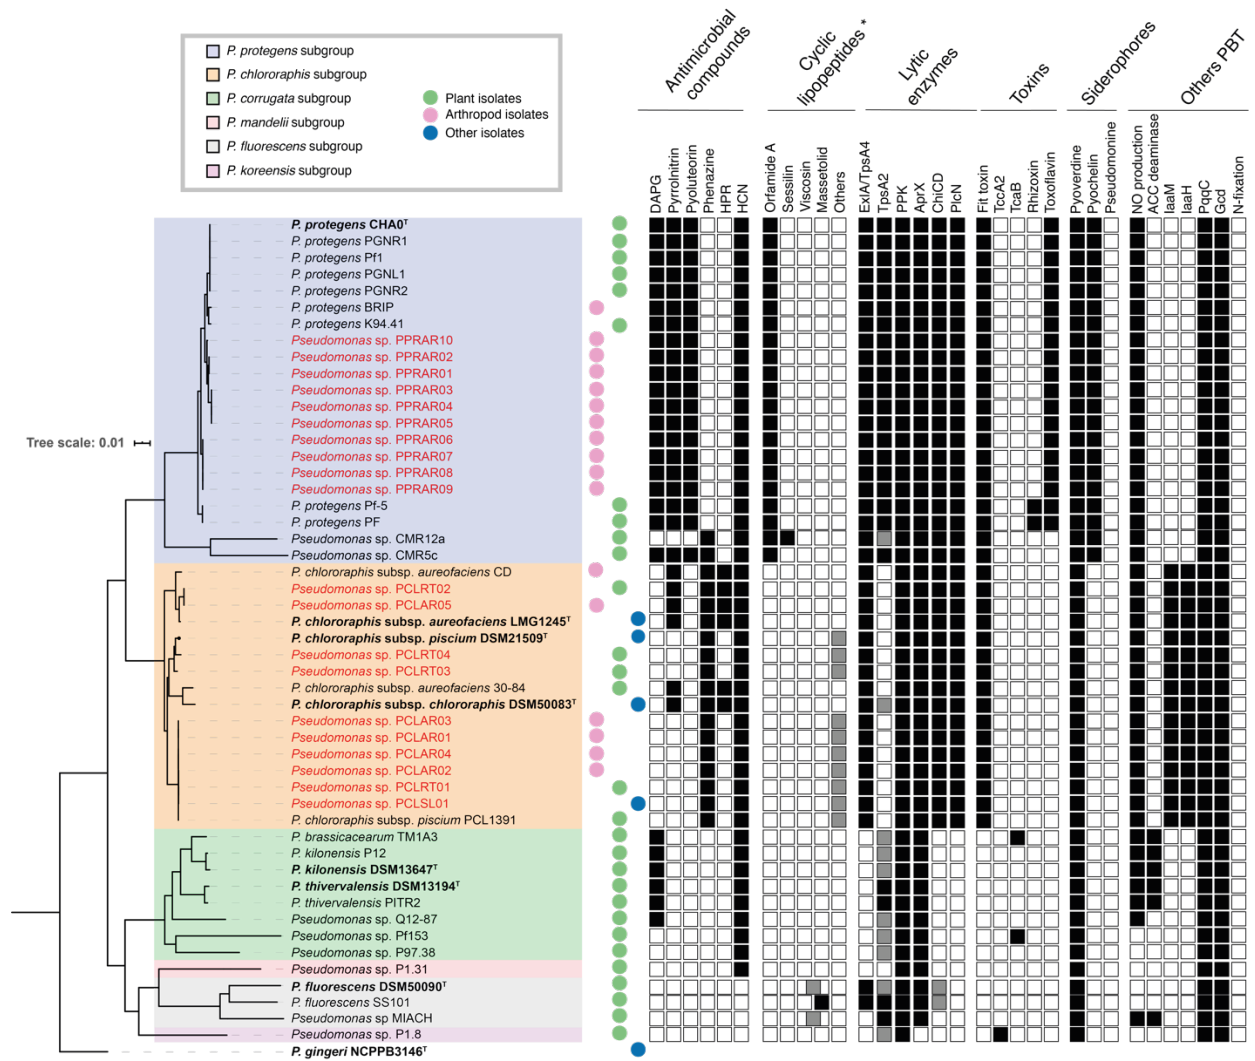 P. protegens subgroup
P. chlororaphis subgroup
P. corrugata subgroup
P. mandelii subgroup
P. fluorescens subgroup
P. koreensis subgroup
Plant isolates
Arthropod isolates
Other isolates
Antimicrobial compounds
Cyclic lipopeptides *
Lytic enzymes
Toxins
Siderophores
Others PBT
DAPG
Pyrrolnitrin
Pyoluteorin
Phenazine
HPR
HCN
Orfamide A
Sessilin
Viscosin
Massetolid
Others
ExlA/TpsA4
TpsA2
PPK
AprX
ChiCD
PlcN
Fit toxin
TccA2
TcaB
Rhizoxin
Toxoflavin
Pyoverdine
Pyochelin
Pseudomonine
NO production
ACC deaminase
IaaM
IaaH
PqqC
Gcd
N-fixation
Tree scale: 0.01
P. protegens CHA0ᵀ
P. protegens PGNR1
P. protegens Pf1
P. protegens PGNL1
P. protegens PGNR2
P. protegens BRIP
P. protegens K94.41
Pseudomonas sp. PPRAR10
Pseudomonas sp. PPRAR02
Pseudomonas sp. PPRAR01
Pseudomonas sp. PPRAR03
Pseudomonas sp. PPRAR04
Pseudomonas sp. PPRAR05
Pseudomonas sp. PPRAR06
Pseudomonas sp. PPRAR07
Pseudomonas sp. PPRAR08
Pseudomonas sp. PPRAR09
P. protegens Pf-5
P. protegens PF
Pseudomonas sp. CMR12a
Pseudomonas sp. CMR5c
P. chlororaphis subsp. aureofaciens CD
Pseudomonas sp. PCLRT02
Pseudomonas sp. PCLAR05
P. chlororaphis subsp. aureofaciens LMG1245ᵀ
P. chlororaphis subsp. piscium DSM21509ᵀ
Pseudomonas sp. PCLRT04
Pseudomonas sp. PCLRT03
P. chlororaphis subsp. aureofaciens 30-84
P. chlororaphis subsp. chlororaphis DSM50083ᵀ
Pseudomonas sp. PCLAR03
Pseudomonas sp. PCLAR01
Pseudomonas sp. PCLAR04
Pseudomonas sp. PCLAR02
Pseudomonas sp. PCLRT01
Pseudomonas sp. PCLSL01
P. chlororaphis subsp. piscium PCL1391
P. brassicacearum TM1A3
P. kilonensis P12
P. kilonensis DSM13647ᵀ
P. thivervalensis DSM13194ᵀ
P. thivervalensis PITR2
Pseudomonas sp. Q12-87
Pseudomonas sp. Pf153
Pseudomonas sp. P97.38
Pseudomonas sp. P1.31
P. fluorescens DSM50090ᵀ
P. fluorescens SS101
Pseudomonas sp MIACH
Pseudomonas sp. P1.8
P. gingeri NCPPB3146ᵀ